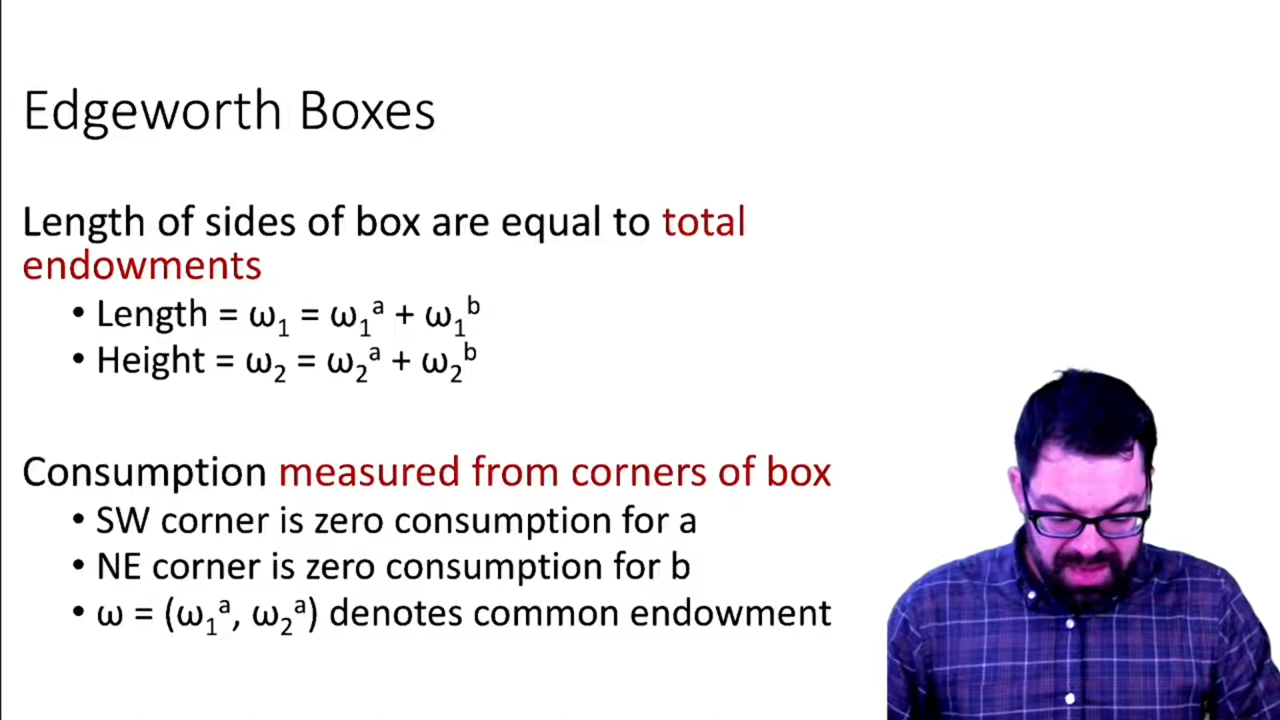 Edgeworth Boxes
Length of sides of box are equal to total
endowments
• Length = ω₁ = ω₁ᵃ + ω₁ᵇ
• Height = ω₂ = ω₂ᵃ + ω₂ᵇ
Consumption measured from corners of box
• SW corner is zero consumption for a
• NE corner is zero consumption for b
• ω = (ω₁ᵃ, ω₂ᵃ) denotes common endowment